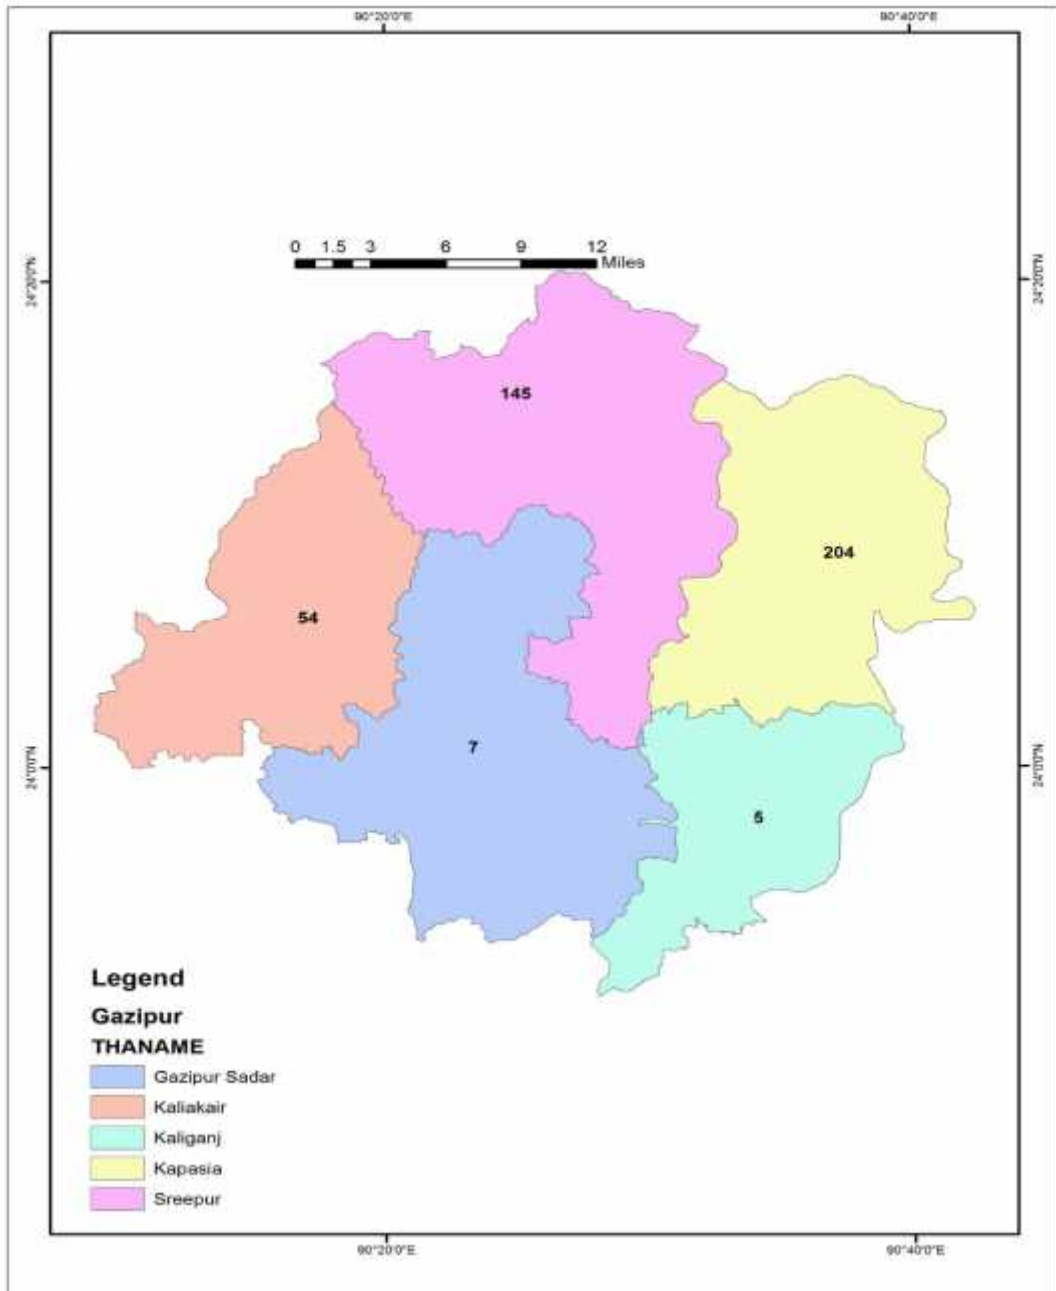 90°20'0"E 90°40'0"E
0 1.5 3 6 9 12
Miles
24°20'0"N 24°20'0"N
145
204
54
7
24°0'0"N 24°0'0"N
5
Legend
Gazipur
THANAME
Gazipur Sadar
Kaliakair
Kaliganj
Kapasia
Sreepur
90°20'0"E 90°40'0"E